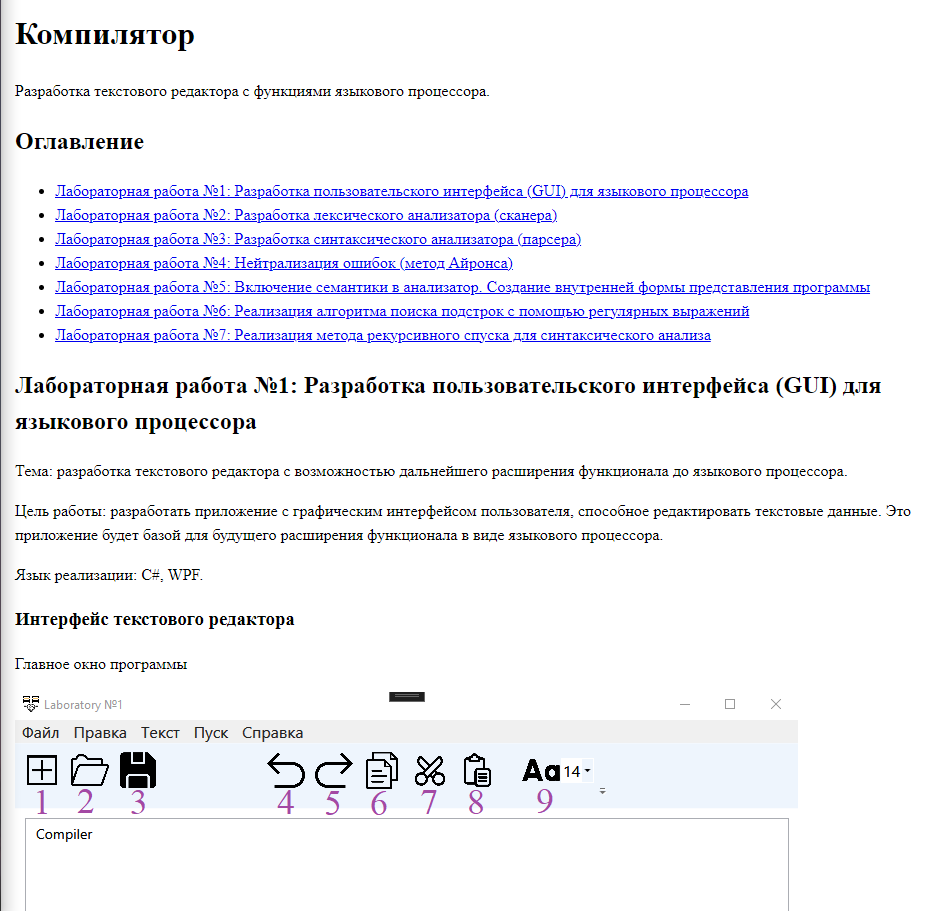 Компилятор
Разработка текстового редактора с функциями языкового процессора.
Оглавление
Лабораторная работа №1: Разработка пользовательского интерфейса (GUI) для языкового процессора
Лабораторная работа №2: Разработка лексического анализатора (сканера)
Лабораторная работа №3: Разработка синтаксического анализатора (парсера)
Лабораторная работа №4: Нейтрализация ошибок (метод Айронса)
Лабораторная работа №5: Включение семантики в анализатор. Создание внутренней формы представления программы
Лабораторная работа №6: Реализация алгоритма поиска подстрок с помощью регулярных выражений
Лабораторная работа №7: Реализация метода рекурсивного спуска для синтаксического анализа
Лабораторная работа №1: Разработка пользовательского интерфейса (GUI) для
языкового процессора
Тема: разработка текстового редактора с возможностью дальнейшего расширения функционала до языкового процессора.
Цель работы: разработать приложение с графическим интерфейсом пользователя, способное редактировать текстовые данные. Это
приложение будет базой для будущего расширения функционала в виде языкового процессора.
Язык реализации: C#, WPF.
Интерфейс текстового редактора
Главное окно программы
Laboratory №1
Файл Правка Текст Пуск Справка
Aa 14
1 2 3 4 5 6 7 8 9
Compiler